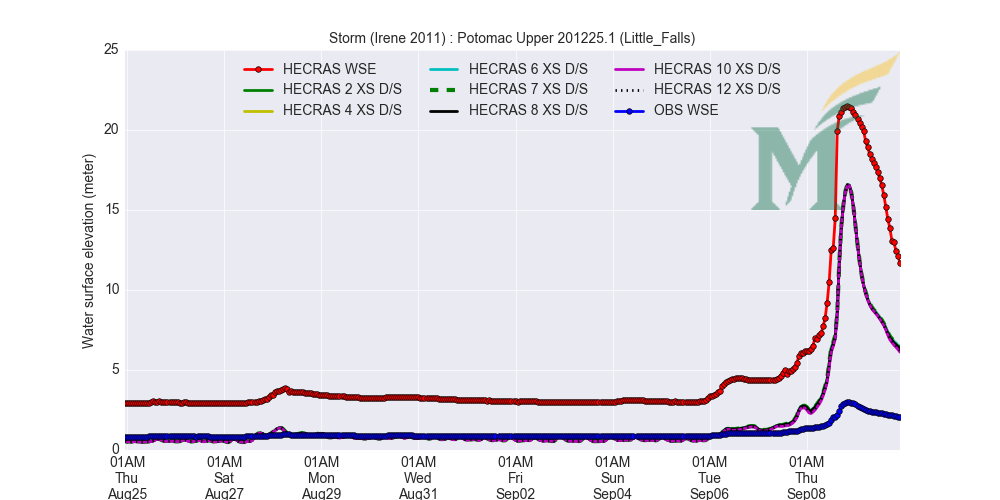 Storm (Irene 2011) : Potomac Upper 201225.1 (Little_Falls)
HECRAS WSE
HECRAS 2 XS D/S
HECRAS 4 XS D/S
HECRAS 6 XS D/S
HECRAS 7 XS D/S
HECRAS 8 XS D/S
HECRAS 10 XS D/S
HECRAS 12 XS D/S
OBS WSE
M
Water surface elevation (meter)
25
20
15
10
5
0
01AM
Thu
Aug25
01AM
Sat
Aug27
01AM
Mon
Aug29
01AM
Wed
Aug31
01AM
Fri
Sep02
01AM
Sun
Sep04
01AM
Tue
Sep06
01AM
Thu
Sep08